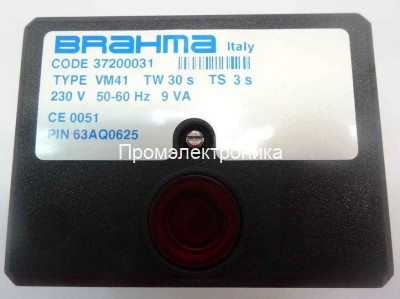 BRAHMA Italy
CODE 37200031
TYPE VM41 TW 30 s TS 3 s
230 V 50-60 Hz 9 VA
CE 0051
PIN 63AQ0625
Промэлектроника